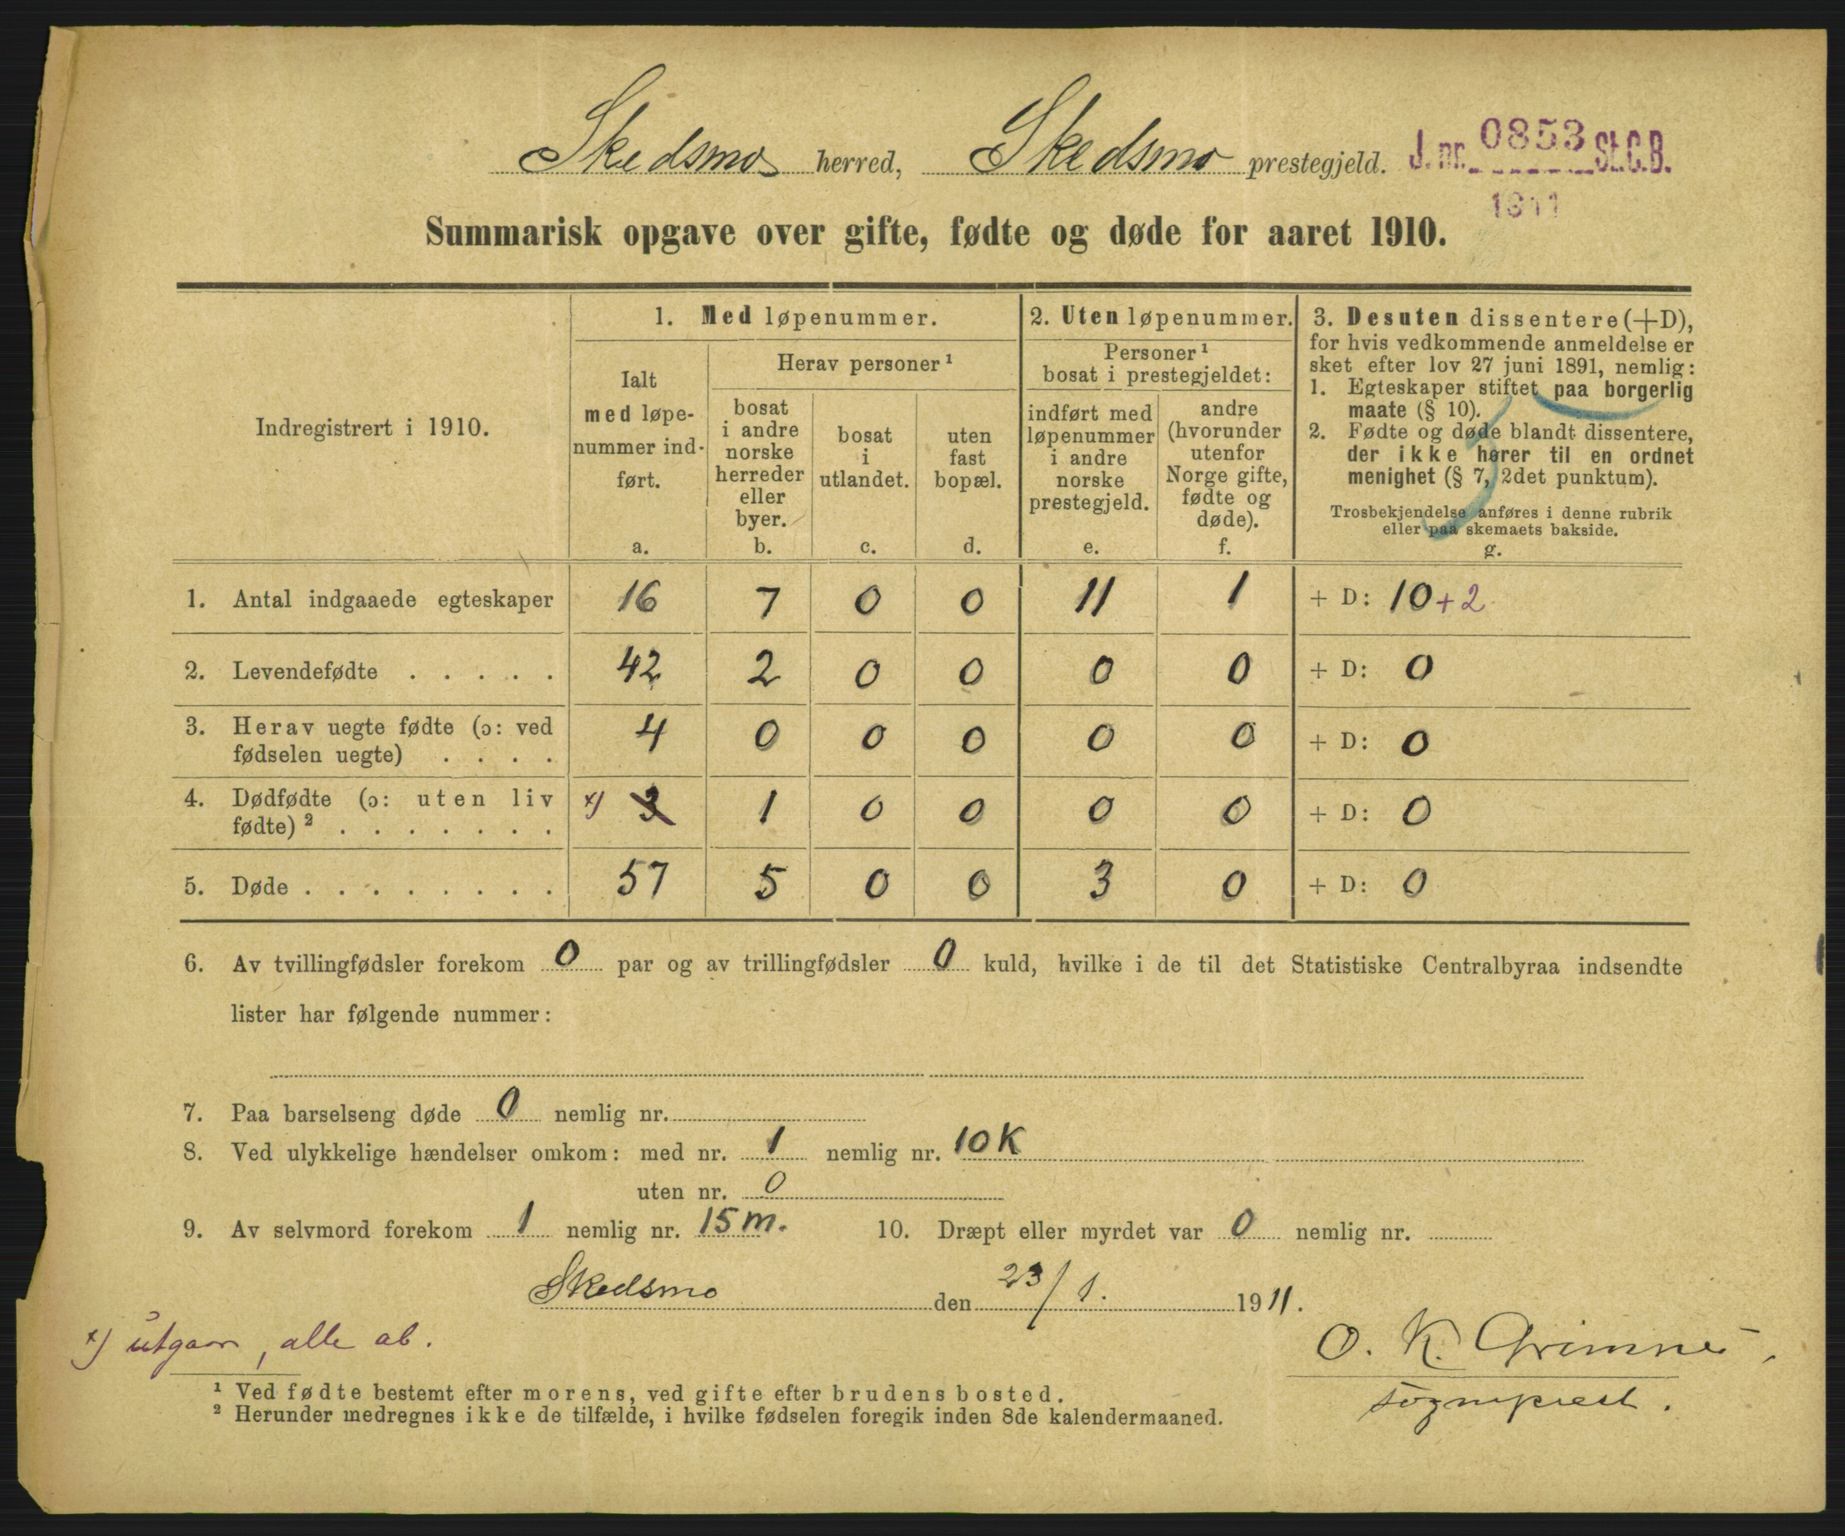 Skedsmo herred, Skedsmo prestegjeld. J. nr. 0853 St.C.B.
1911
Summarisk opgave over gifte, fødte og døde for aaret 1910.
Indregistrert i 1910.
1. Med løpenummer.
Ialt
med løpe-
nummer ind-
ført.
a.
Herav personer ¹
bosat
i andre
norske
herreder
eller
byer.
b.
bosat
i
utlandet.
c.
uten
fast
bopæl.
d.
2. Uten løpenummer.
Personer ¹
bosat i prestegjeldet:
indført med
løpenummer
i andre
norske
prestegjeld.
e.
andre
(hvorunder
utenfor
Norge gifte,
fødte og
døde).
f.
3. Desuten dissentere (+D),
for hvis vedkommende anmeldelse er
sket efter lov 27 juni 1891, nemlig:
1. Egteskaper stiftet paa borgerlig
maate (§ 10).
2. Fødte og døde blandt dissentere,
der ikke hører til en ordnet
menighet (§ 7, 2det punktum).
Trosbekjendelse anføres i denne rubrik
eller paa skemaets bakside.
g.
1. Antal indgaaede egteskaper 16 7 0 0 11 1 + D: 10 + 2
2. Levendefødte . . . . . 42 2 0 0 0 0 + D: 0
3. Herav uegte fødte (ɔ: ved
fødselen uegte) . . . . 4 0 0 0 0 0 + D: 0
4. Dødfødte (ɔ: uten liv
fødte) ² . . . . . . . x) 3 1 0 0 0 0 + D: 0
5. Døde . . . . . . . . 57 5 0 0 3 0 + D: 0
6. Av tvillingfødsler forekom 0 par og av trillingfødsler 0 kuld, hvilke i de til det Statistiske Centralbyraa indsendte
lister har følgende nummer:
7. Paa barselseng døde 0 nemlig nr.
8. Ved ulykkelige hændelser omkom: med nr. 1 nemlig nr. 10 K
uten nr. 0
9. Av selvmord forekom 1 nemlig nr. 15 m. 10. Dræpt eller myrdet var 0 nemlig nr.
Skedsmo den 23/1. 1911.
x) utgaar, alle ab.
O. K. Grimnes,
sogneprest.
¹ Ved fødte bestemt efter morens, ved gifte efter brudens bosted.
² Herunder medregnes ikke de tilfælde, i hvilke fødselen foregik inden 8de kalendermaaned.